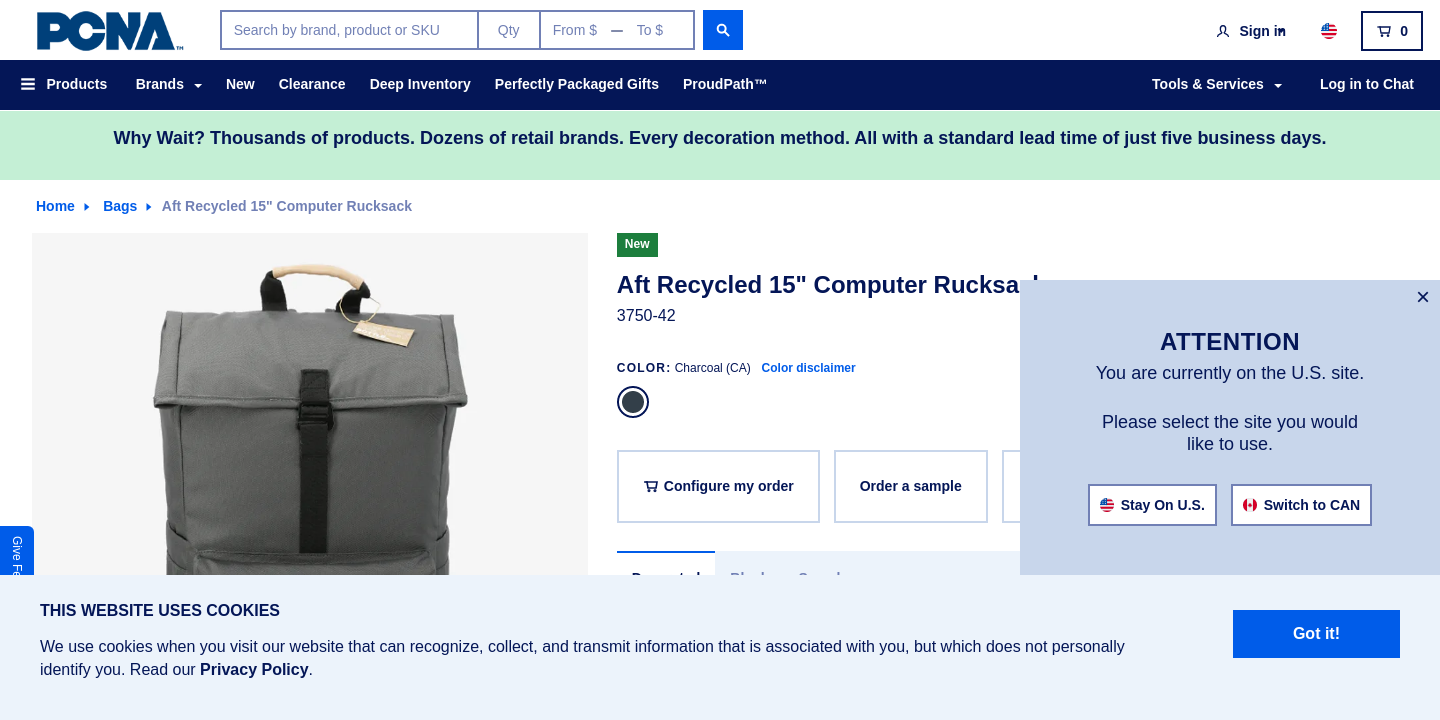 PCNA™
Search by brand, product or SKU
Qty
From $ — To $
Sign in
0
Products
Brands
New
Clearance
Deep Inventory
Perfectly Packaged Gifts
ProudPath™
Tools & Services
Log in to Chat
Why Wait? Thousands of products. Dozens of retail brands. Every decoration method. All with a standard lead time of just five business days.
Home
Bags
Aft Recycled 15" Computer Rucksack
New
Aft Recycled 15" Computer Rucksack
3750-42
COLOR: Charcoal (CA) Color disclaimer
Configure my order
Order a sample
×
ATTENTION
You are currently on the U.S. site.
Please select the site you would
like to use.
Stay On U.S.
Switch to CAN
Give
THIS WEBSITE USES COOKIES
We use cookies when you visit our website that can recognize, collect, and transmit information that is associated with you, but which does not personally
identify you. Read our Privacy Policy.
Got it!